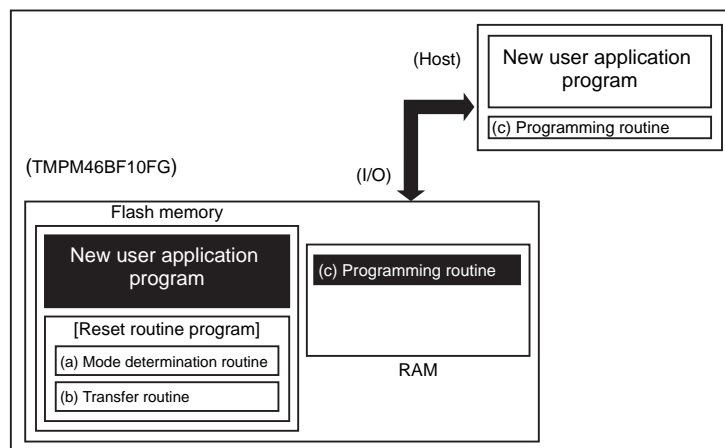 (Host)
New user application
program
(c) Programming routine
(TMPM46BF10FG)
(I/O)
Flash memory
New user application
program
[Reset routine program]
(a) Mode determination routine
(b) Transfer routine
(c) Programming routine
RAM